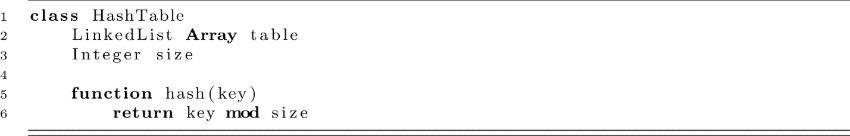 1 class HashTable
2 LinkedList Array table
3 Integer size
4
5 function hash(key)
6 return key mod size